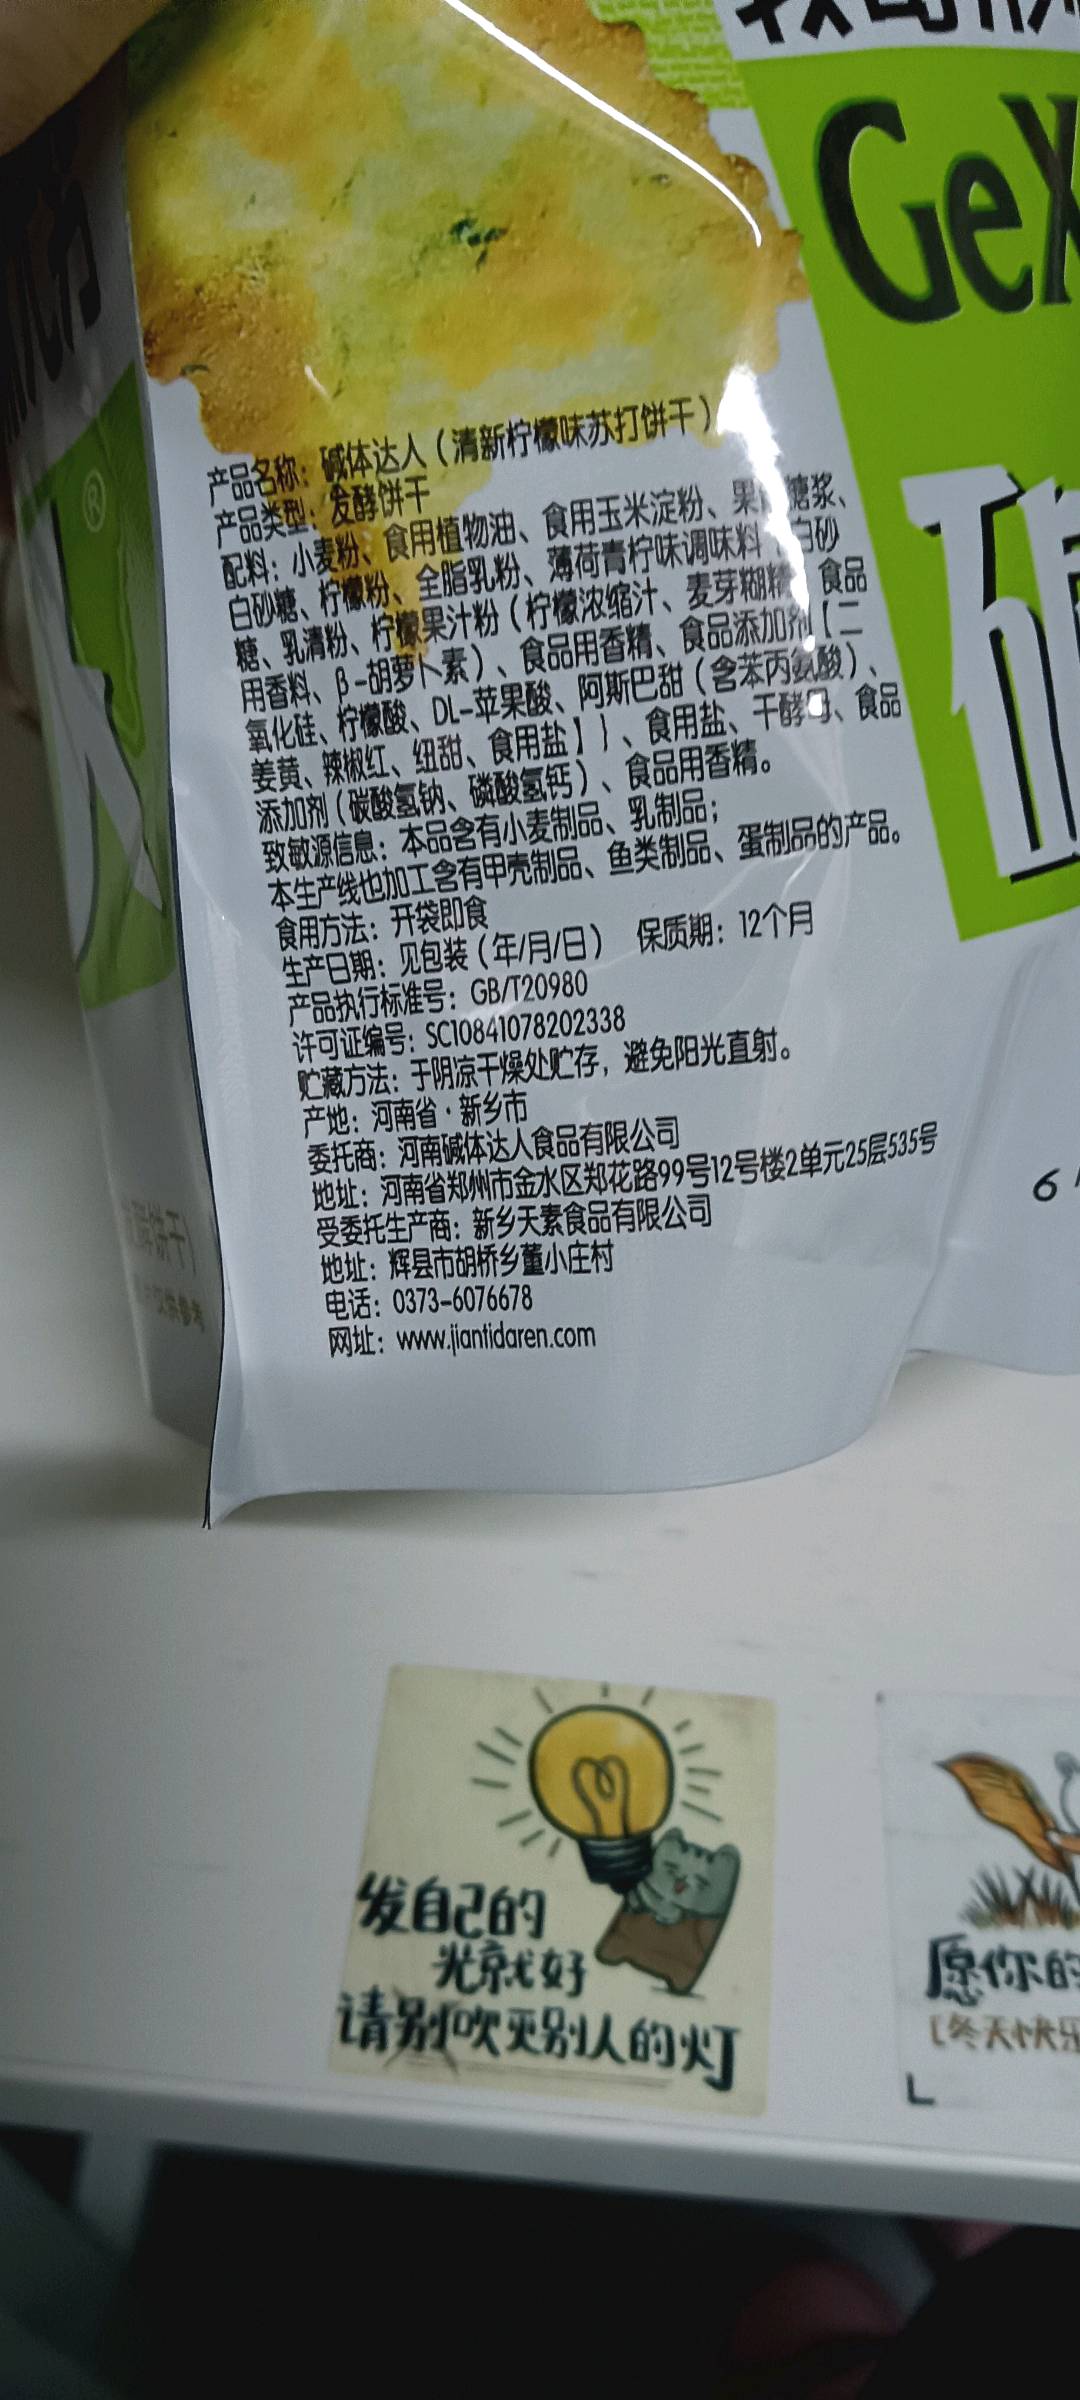 GeX
®
产品名称：碱体达人（清新柠檬味苏打饼干）
产品类型：发酵饼干
配料：小麦粉、食用植物油、食用玉米淀粉、果 糖浆、
白砂糖、柠檬粉、全脂乳粉、薄荷青柠味调味料 白砂
糖、乳清粉、柠檬果汁粉（柠檬浓缩汁、麦芽糊精 食品
用香料、β-胡萝卜素）、食品用香精、食品添加剂【二
氧化硅、柠檬酸、DL-苹果酸、阿斯巴甜（含苯丙氨酸）、
姜黄、辣椒红、纽甜、食用盐】}、食用盐、干酵母、食品
添加剂（碳酸氢钠、磷酸氢钙）、食品用香精。
致敏源信息：本品含有小麦制品、乳制品；
本生产线也加工含有甲壳制品、鱼类制品、蛋制品的产品。
食用方法：开袋即食
生产日期：见包装（年/月/日） 保质期：12个月
产品执行标准号：GB/T20980
许可证编号：SC10841078202338
贮藏方法：于阴凉干燥处贮存，避免阳光直射。
产地：河南省·新乡市
委托商：河南碱体达人食品有限公司
地址：河南省郑州市金水区郑花路99号12号楼2单元25层535号
受委托生产商：新乡天素食品有限公司
地址：辉县市胡桥乡董小庄村
电话：0373-6076678
网址：www.jiantidaren.com
6
发自己的
光就好
请别吹灭别人的灯
愿你的
[冬天快乐